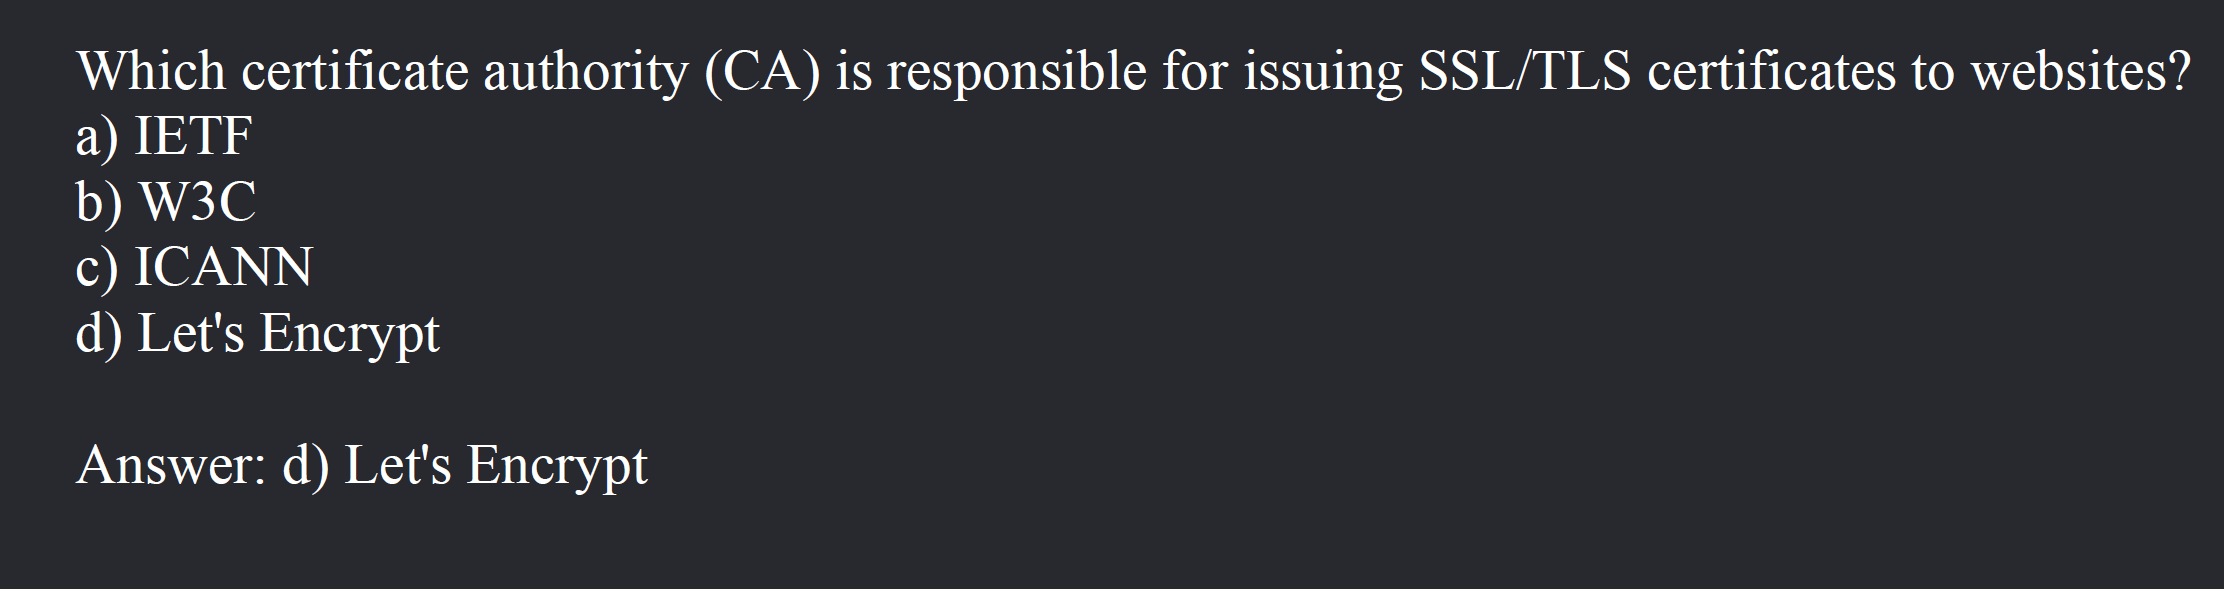 Which certificate authority (CA) is responsible for issuing SSL/TLS certificates to websites?
a) IETF
b) W3C
c) ICANN
d) Let's Encrypt
Answer: d) Let's Encrypt